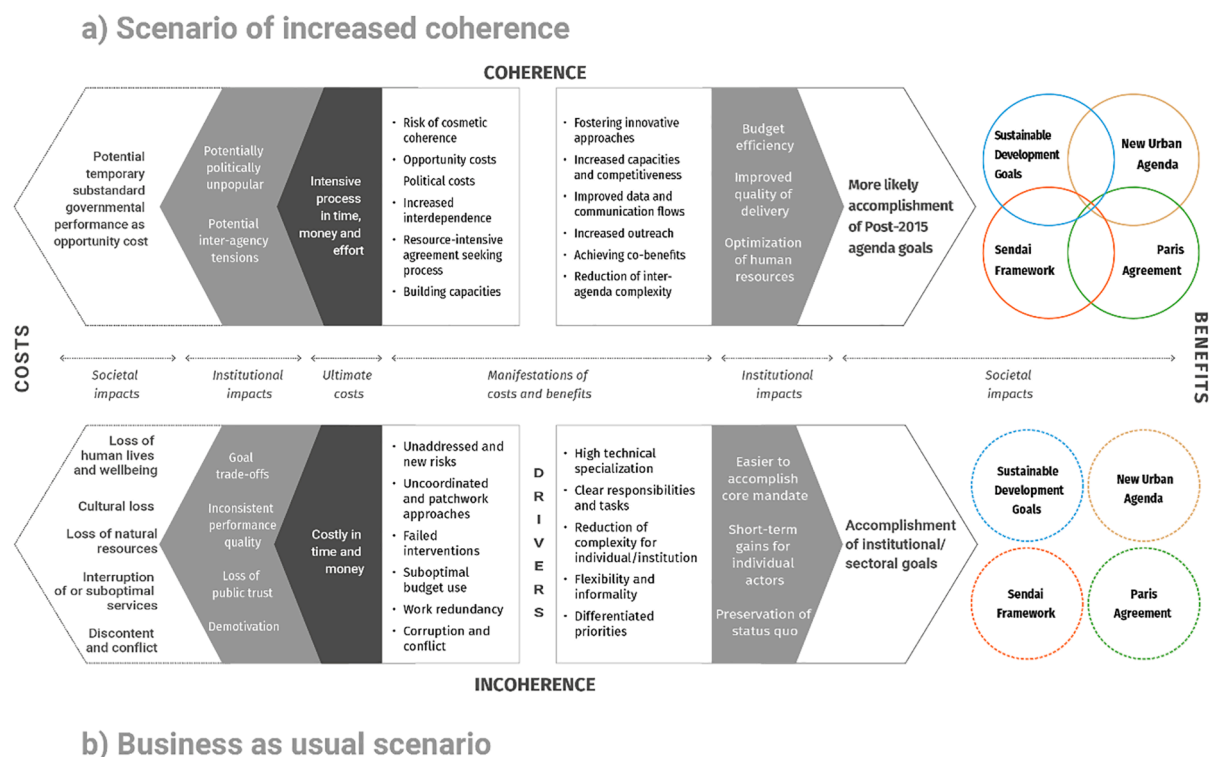 a) Scenario of increased coherence
COHERENCE
Potential
temporary
substandard
governmental
performance as
opportunity cost
Potentially
politically
unpopular
Potential
inter-agency
tensions
Intensive
process
in time,
money and
effort
· Risk of cosmetic
coherence
· Opportunity costs
Political costs
· Increased
interdependence
· Resource-intensive
agreement seeking
process
· Building capacities
· Fostering innovative
approaches
· Increased capacities
and competitiveness
· Improved data and
communication flows
· Increased outreach
· Achieving co-benefits
· Reduction of inter-
agenda complexity
Budget
efficiency
Improved
quality of
delivery
Optimization
of human
resources
More likely
accomplishment
of Post-2015
agenda goals
Sustainable
Development
Goals
New Urban
Agenda
Sendai
Framework
Paris
Agreement
COSTS
BENEFITS
Societal
impacts
Institutional
impacts
Ultimate
costs
Manifestations of
costs and benefits
Institutional
impacts
Societal
impacts
Loss of
human lives
and wellbeing
Cultural loss
Loss of natural
resources
Interruption
of or suboptimal
services
Discontent
and conflict
Goal
trade-offs
Inconsistent
performance
quality
Loss of
public trust
Demotivation
Costly in
time and
money
· Unaddressed and
new risks
· Uncoordinated
and patchwork
approaches
· Failed
interventions
· Suboptimal
budget use
· Work redundancy
· Corruption and
conflict
DRIVERS
· High technical
specialization
· Clear responsibilities
and tasks
· Reduction of
complexity for
individual/institution
· Flexibility and
informality
· Differentiated
priorities
Easier to
accomplish
core mandate
Short-term
gains for
individual
actors
Preservation of
status quo
Accomplishment
of institutional/
sectoral goals
Sustainable
Development
Goals
New Urban
Agenda
Sendai
Framework
Paris
Agreement
INCOHERENCE
b) Business as usual scenario